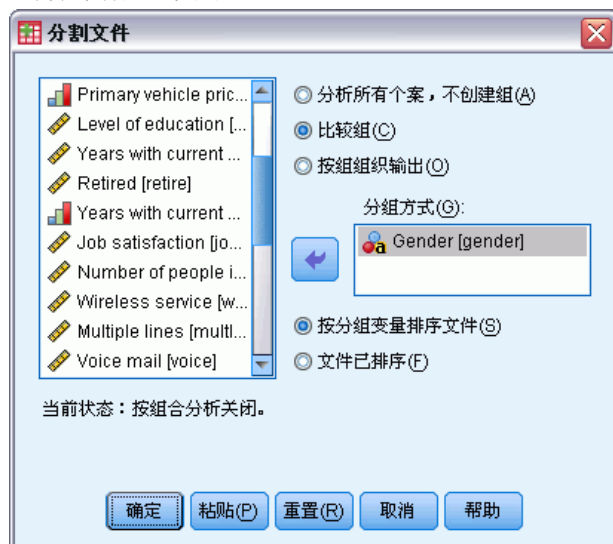 分割文件
Primary vehicle pric...
Level of education [...
Years with current ...
Retired [retire]
Years with current ...
Job satisfaction [jo...
Number of people i...
Wireless service [w...
Multiple lines [multl...
Voice mail [voice]
分析所有个案，不创建组(A)
比较组(C)
按组组织输出(O)
分组方式(G):
a Gender [gender]
按分组变量排序文件(S)
文件已排序(F)
当前状态：按组合分析关闭。
确定 粘贴(P) 重置(R) 取消 帮助